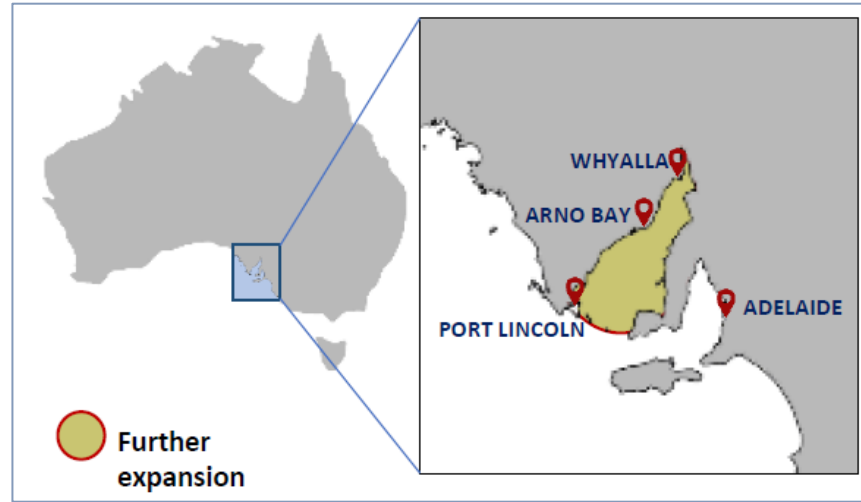 WHYALLA
ARNO BAY
PORT LINCOLN
ADELAIDE
Further
expansion